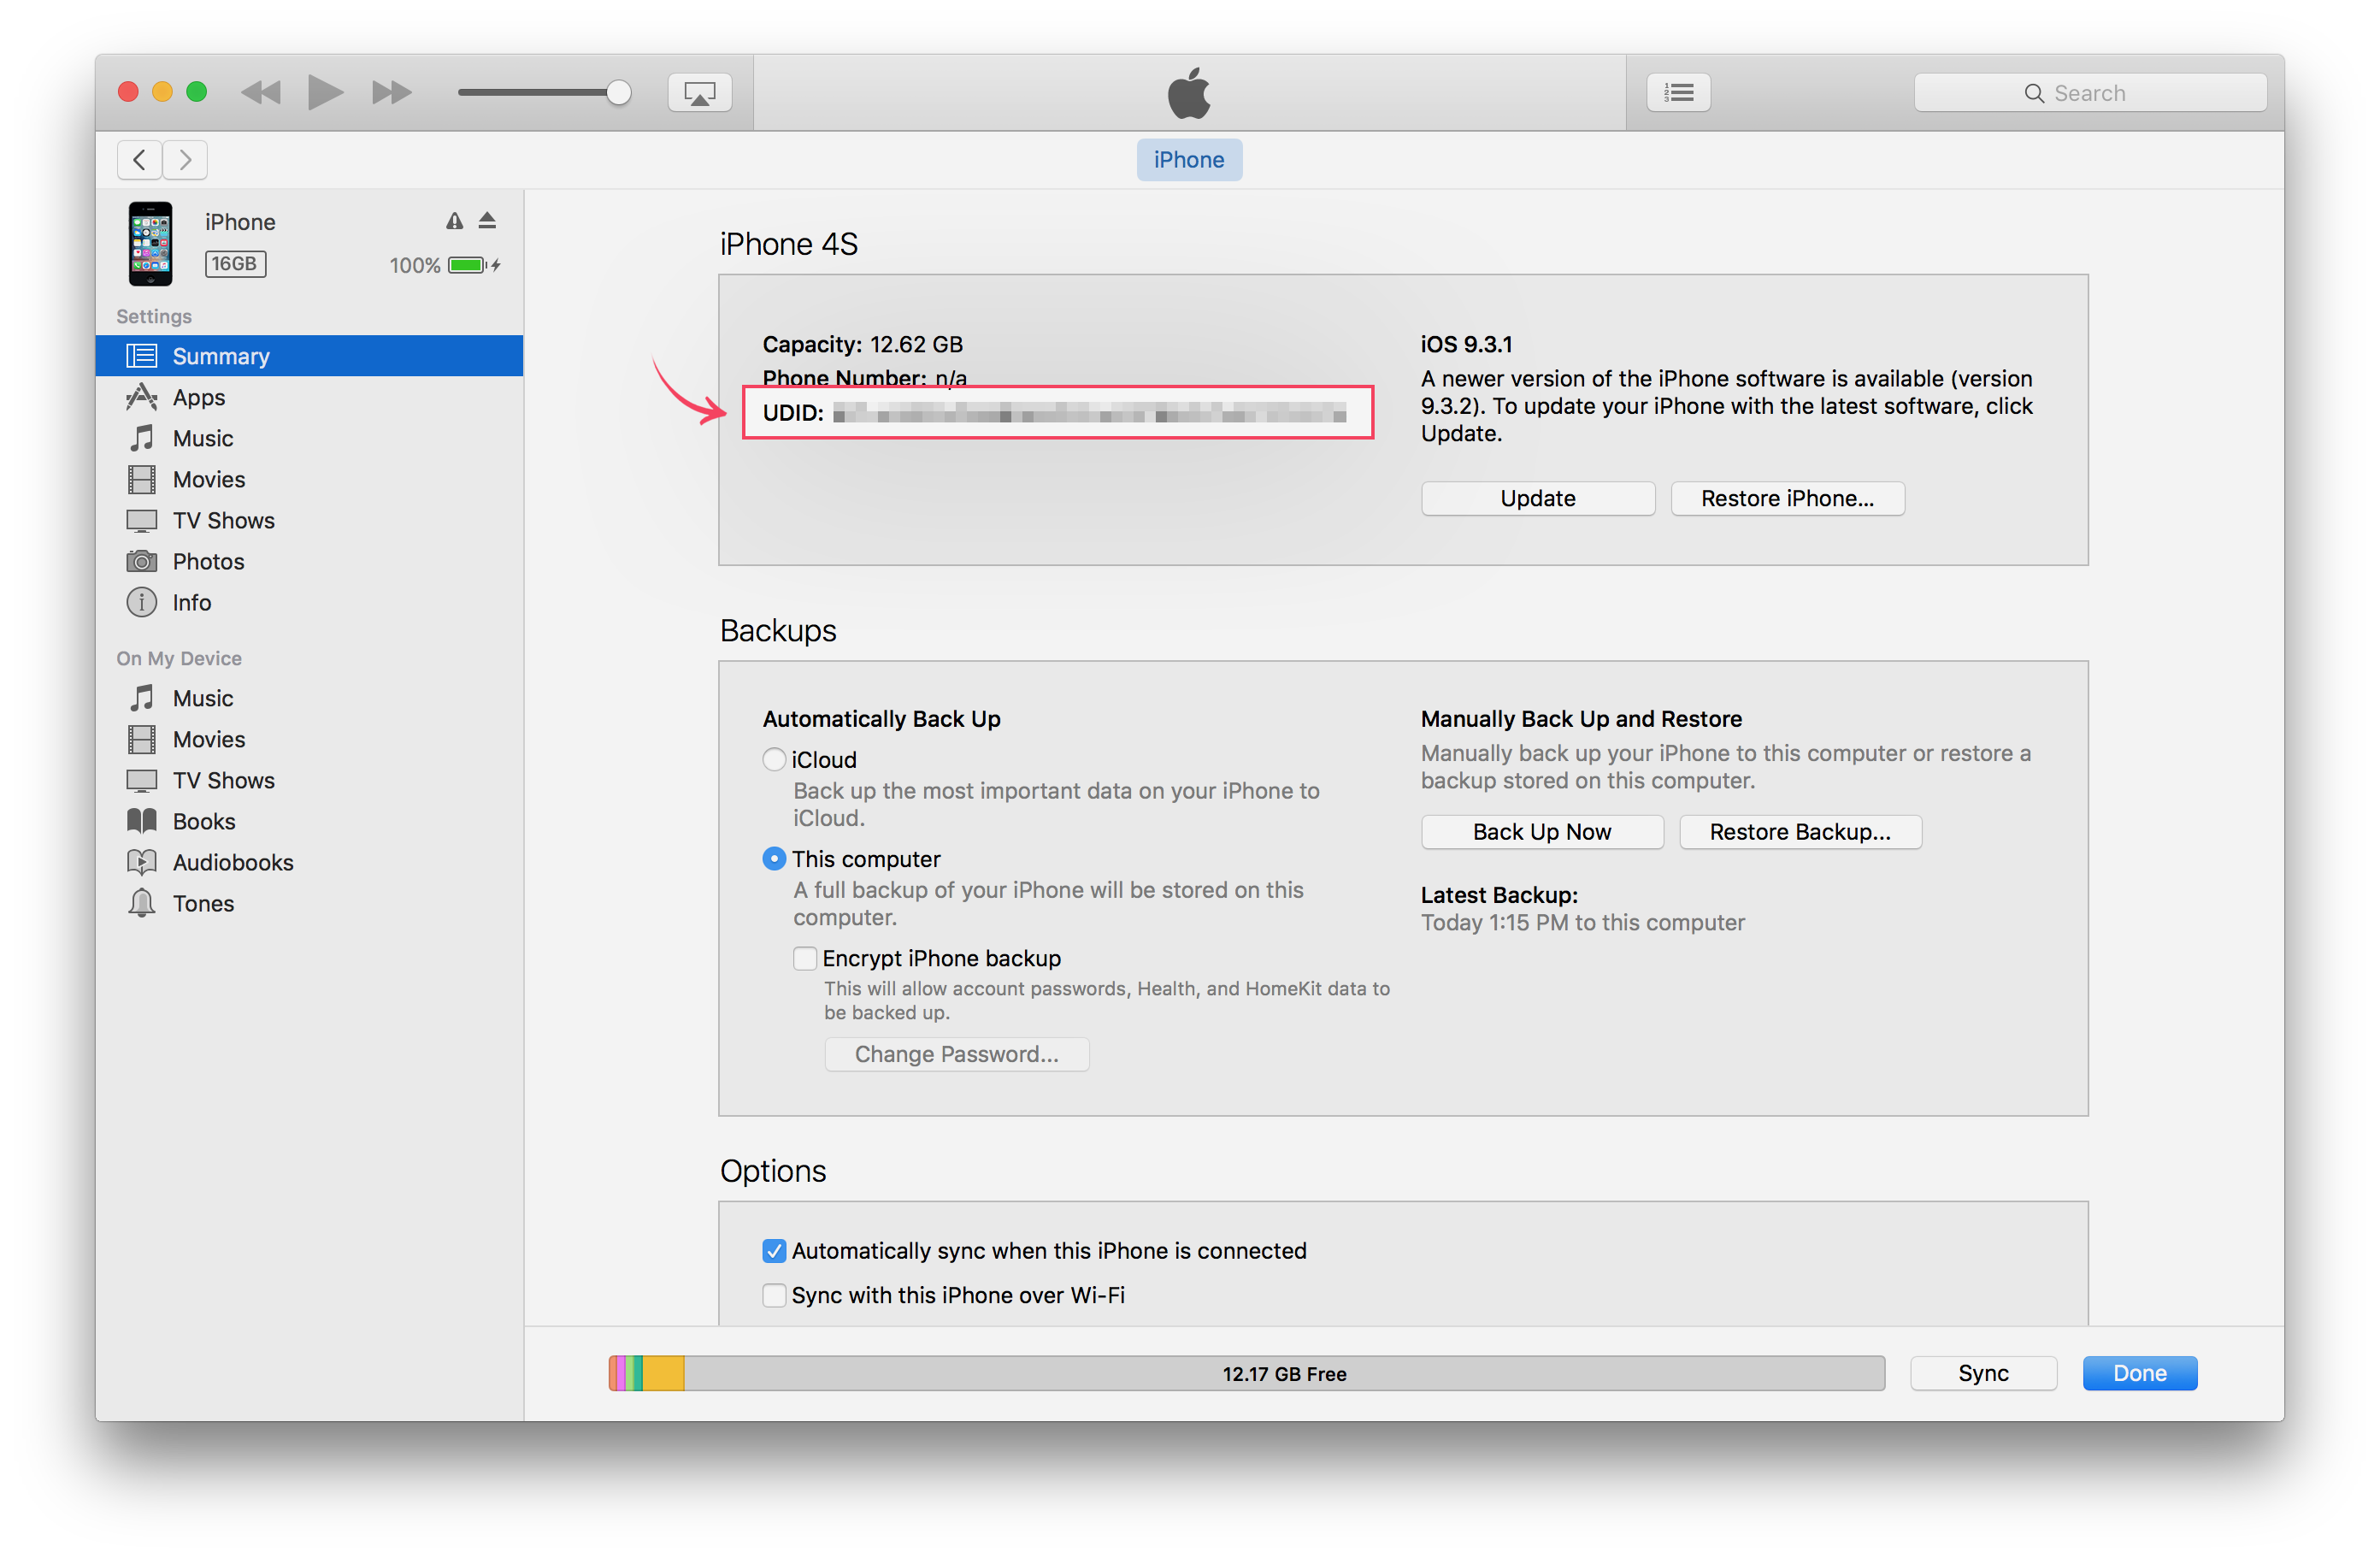 Search
iPhone
iPhone
16GB
100%
Settings
Summary
Apps
Music
Movies
TV Shows
Photos
Info
On My Device
Music
Movies
TV Shows
Books
Audiobooks
Tones
iPhone 4S
Capacity: 12.62 GB
Phone Number: n/a
UDID:
iOS 9.3.1
A newer version of the iPhone software is available (version
9.3.2). To update your iPhone with the latest software, click
Update.
Update
Restore iPhone...
Backups
Automatically Back Up
iCloud
Back up the most important data on your iPhone to
iCloud.
This computer
A full backup of your iPhone will be stored on this
computer.
Encrypt iPhone backup
This will allow account passwords, Health, and HomeKit data to
be backed up.
Change Password...
Manually Back Up and Restore
Manually back up your iPhone to this computer or restore a
backup stored on this computer.
Back Up Now
Restore Backup...
Latest Backup:
Today 1:15 PM to this computer
Options
Automatically sync when this iPhone is connected
Sync with this iPhone over Wi-Fi
12.17 GB Free
Sync
Done